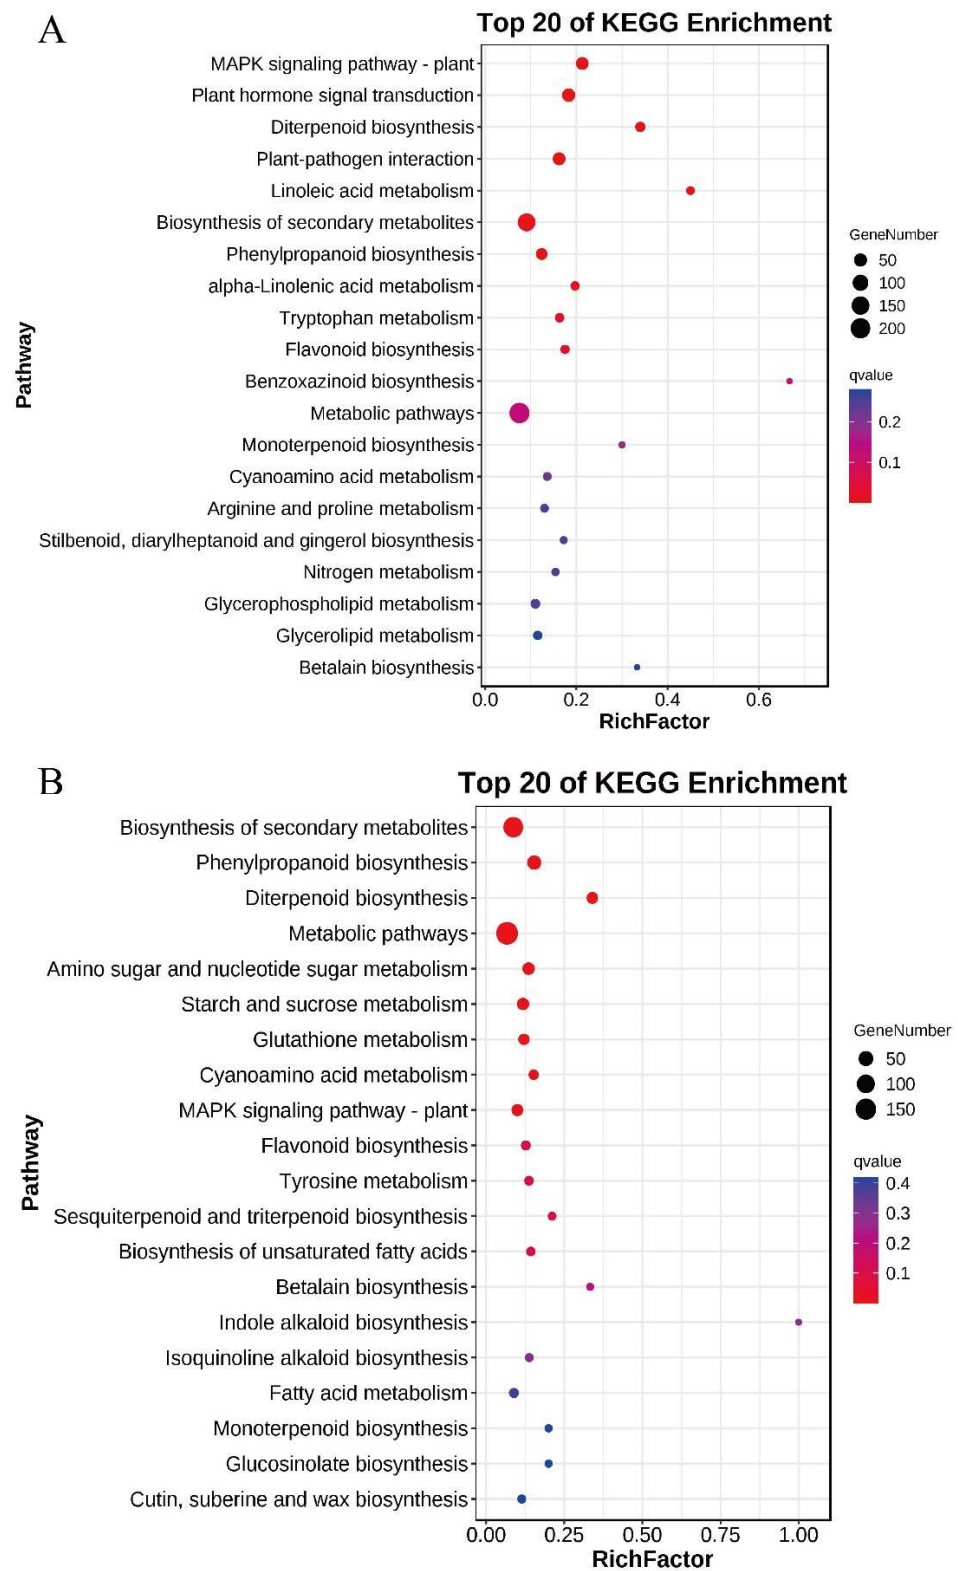 A
Top 20 of KEGG Enrichment
MAPK signaling pathway - plant
Plant hormone signal transduction
Diterpenoid biosynthesis
Plant-pathogen interaction
Linoleic acid metabolism
Biosynthesis of secondary metabolites
Phenylpropanoid biosynthesis
alpha-Linolenic acid metabolism
Tryptophan metabolism
Flavonoid biosynthesis
Benzoxazinoid biosynthesis
Metabolic pathways
Monoterpenoid biosynthesis
Cyanoamino acid metabolism
Arginine and proline metabolism
Stilbenoid, diarylheptanoid and gingerol biosynthesis
Nitrogen metabolism
Glycerophospholipid metabolism
Glycerolipid metabolism
Betalain biosynthesis
Pathway
0.0 0.2 0.4 0.6
RichFactor
GeneNumber
50
100
150
200
qvalue
0.2
0.1
B
Top 20 of KEGG Enrichment
Biosynthesis of secondary metabolites
Phenylpropanoid biosynthesis
Diterpenoid biosynthesis
Metabolic pathways
Amino sugar and nucleotide sugar metabolism
Starch and sucrose metabolism
Glutathione metabolism
Cyanoamino acid metabolism
MAPK signaling pathway - plant
Flavonoid biosynthesis
Tyrosine metabolism
Sesquiterpenoid and triterpenoid biosynthesis
Biosynthesis of unsaturated fatty acids
Betalain biosynthesis
Indole alkaloid biosynthesis
Isoquinoline alkaloid biosynthesis
Fatty acid metabolism
Monoterpenoid biosynthesis
Glucosinolate biosynthesis
Cutin, suberine and wax biosynthesis
Pathway
0.00 0.25 0.50 0.75 1.00
RichFactor
GeneNumber
50
100
150
qvalue
0.4
0.3
0.2
0.1